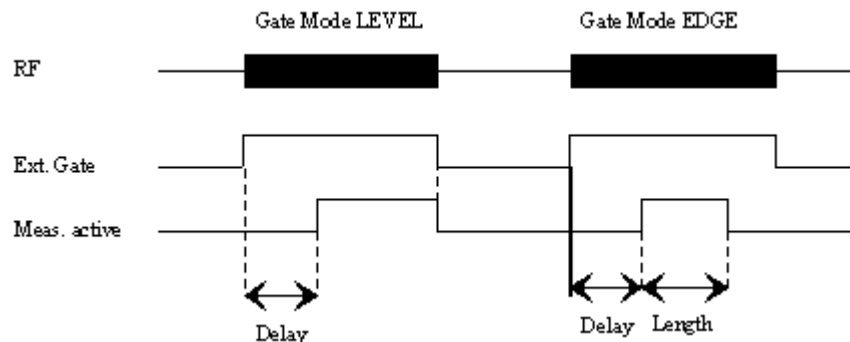 Gate Mode LEVEL Gate Mode EDGE
RF
Ext. Gate
Meas. active
Delay Delay Length